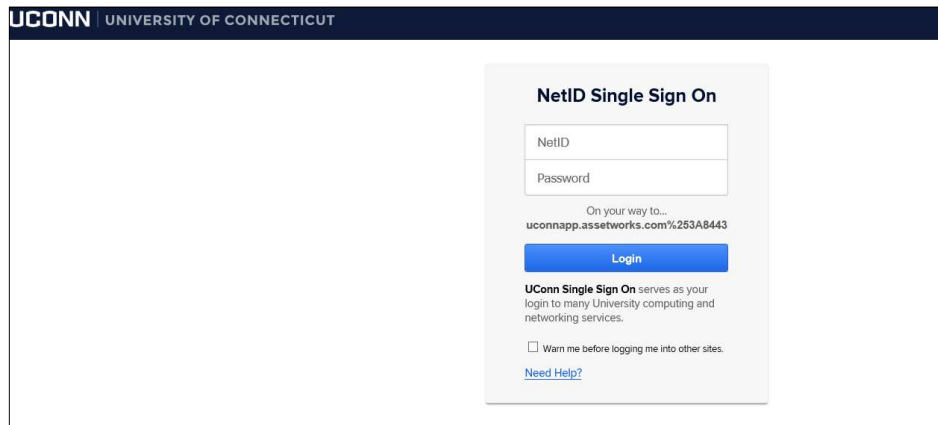 UCONN UNIVERSITY OF CONNECTICUT
NetID Single Sign On
NetID
Password
On your way to...
uconnapp.assetworks.com%253A8443
Login
UConn Single Sign On serves as your
login to many University computing and
networking services.
Warn me before logging me into other sites.
Need Help?